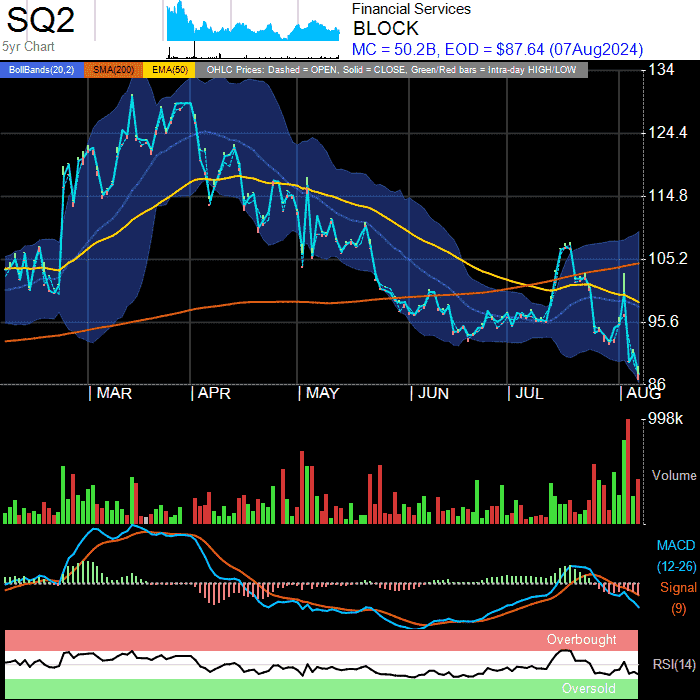 SQ2
5yr Chart
Financial Services
BLOCK
MC = 50.2B, EOD = $87.64 (07Aug2024)
BollBands(20,2) SMA(200) EMA(50) OHLC Prices: Dashed = OPEN, Solid = CLOSE, Green/Red bars = Intra-day HIGH/LOW
134
124.4
114.8
105.2
95.6
86
MAR APR MAY JUN JUL AUG
998k
Volume
MACD
(12-26)
Signal
(9)
Overbought
RSI(14)
Oversold